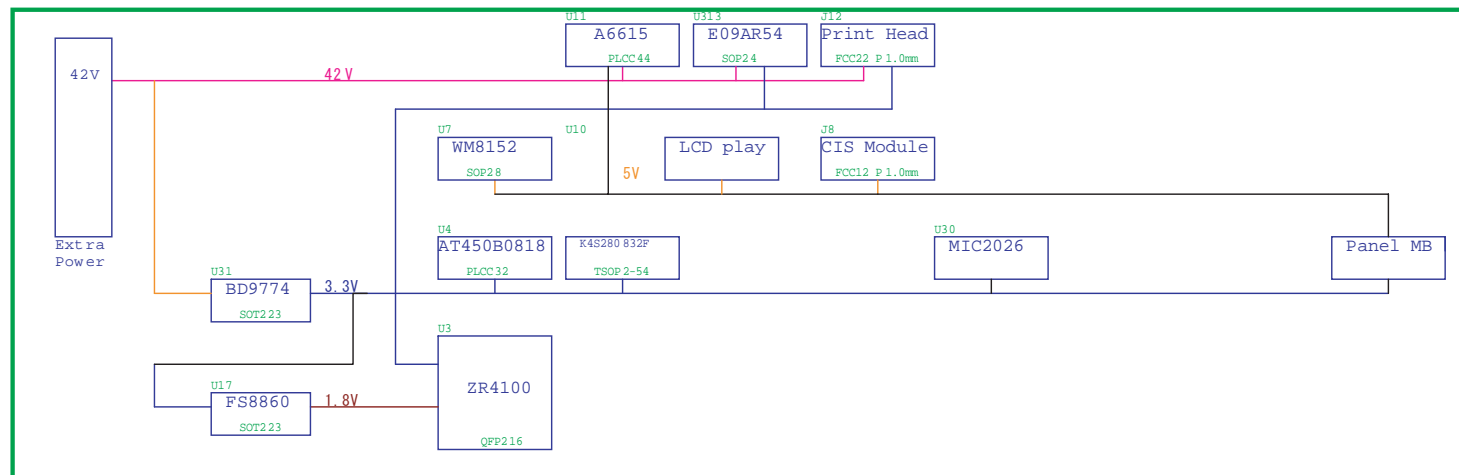 U11
U313
J12
A6615
E09AR54
Print Head
PLCC44
SOP24
FCC22 P1.0mm
42V
42V
U7
U10
J8
WM8152
LCD play
CIS Module
SOP28
5V
FCC12 P1.0mm
Extra
Power
U4
U30
AT450B0818
K4S280832F
MIC2026
Panel MB
PLCC32
TSOP2-54
U31
BD9774
3.3V
SOT223
U3
ZR4100
QFP216
U17
FS8860
1.8V
SOT223